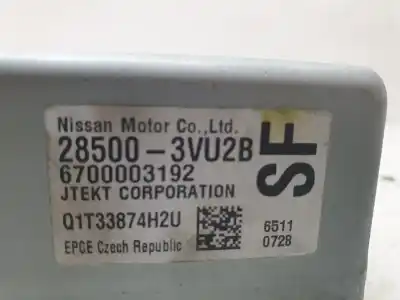 Nissan Motor Co.,Ltd.
28500-3VU2B
6700003192
JTEKT CORPORATION
Q1T33874H2U
EPCE Czech Republic
SF
6511
0728